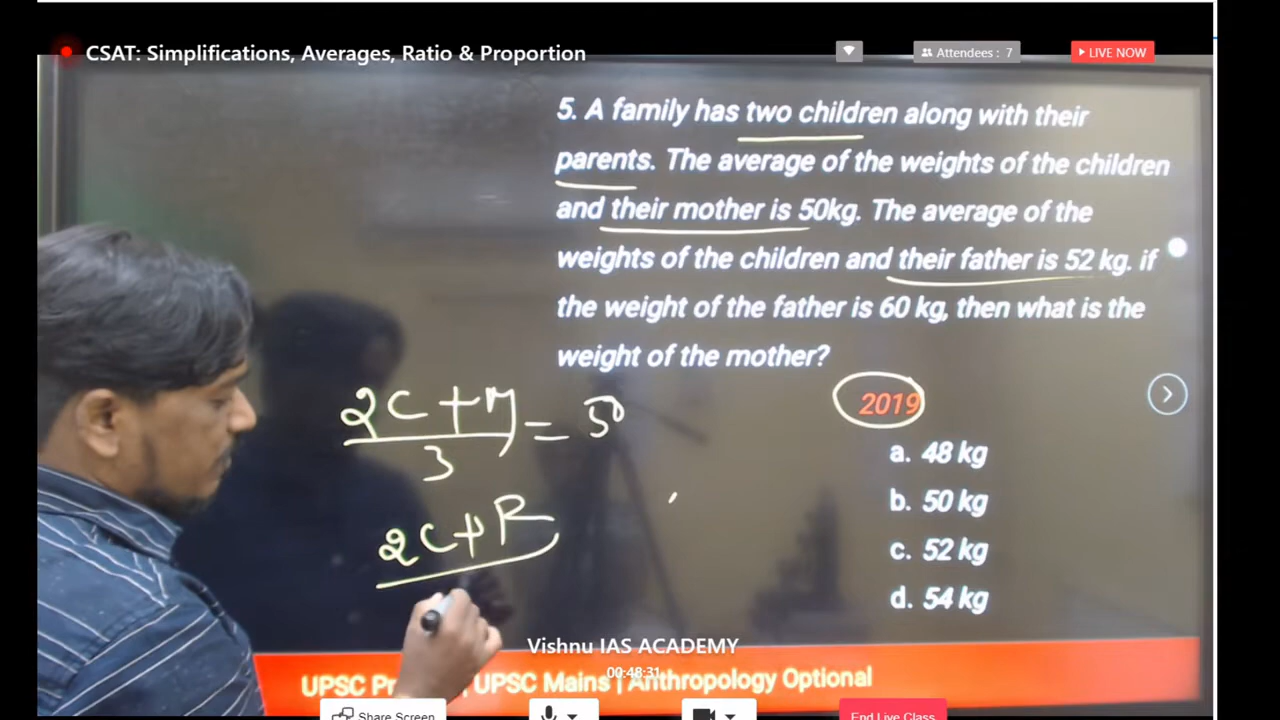 CSAT: Simplifications, Averages, Ratio & Proportion
Attendees : 7
LIVE NOW
5. A family has two children along with their
parents. The average of the weights of the children
and their mother is 50kg. The average of the
weights of the children and their father is 52 kg. if
the weight of the father is 60 kg, then what is the
weight of the mother?
2019
a. 48 kg
b. 50 kg
c. 52 kg
d. 54 kg
2C + M
3
= 50
2C + F
Vishnu IAS ACADEMY
00:48:31
UPSC UPSC Mains | Anthropology Optional
Share Screen
End Live Class